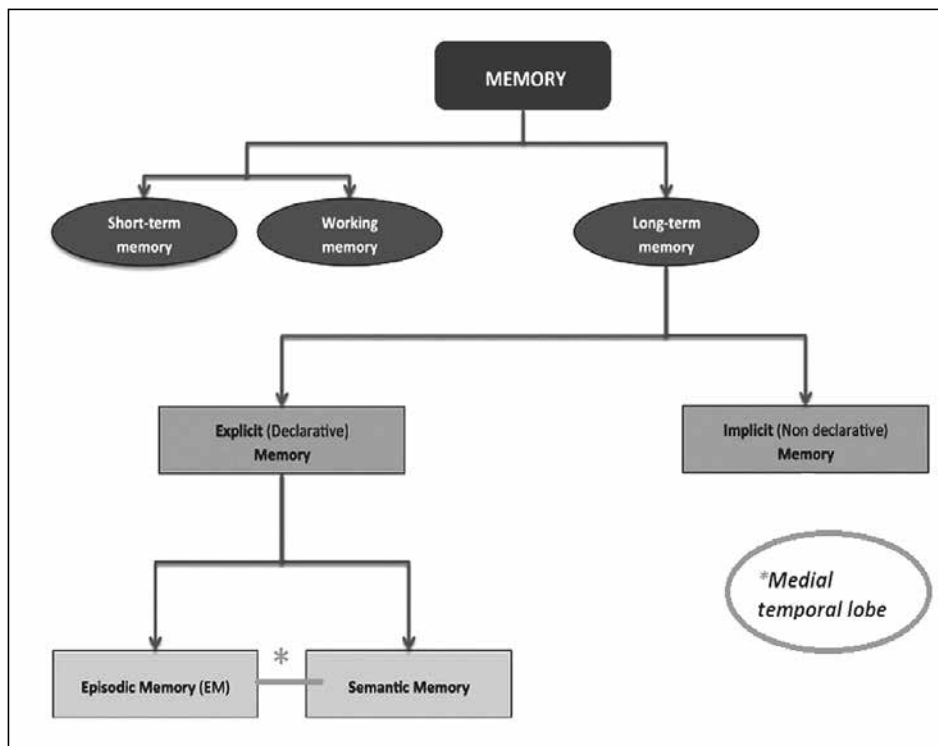 MEMORY
Short-term
memory
Working
memory
Long-term
memory
Explicit (Declarative)
Memory
Implicit (Non declarative)
Memory
*Medial
temporal lobe
*
Episodic Memory (EM)
Semantic Memory